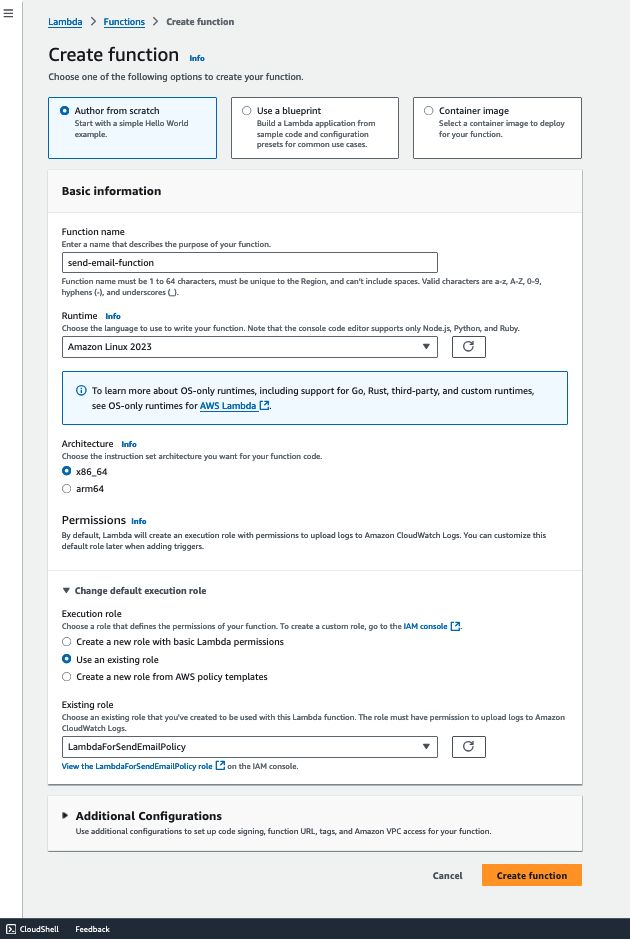 Lambda > Functions > Create function
Create function Info
Choose one of the following options to create your function.
Author from scratch
Start with a simple Hello World
example.
Use a blueprint
Build a Lambda application from
sample code and configuration
presets for common use cases.
Container image
Select a container image to deploy
for your function.
Basic information
Function name
Enter a name that describes the purpose of your function.
send-email-function
Function name must be 1 to 64 characters, must be unique to the Region, and can't include spaces. Valid characters are a-z, A-Z, 0-9,
hyphens (-), and underscores (_).
Runtime Info
Choose the language to use to write your function. Note that the console code editor supports only Node.js, Python, and Ruby.
Amazon Linux 2023
To learn more about OS-only runtimes, including support for Go, Rust, third-party, and custom runtimes,
see OS-only runtimes for AWS Lambda.
Architecture Info
Choose the instruction set architecture you want for your function code.
x86_64
arm64
Permissions Info
By default, Lambda will create an execution role with permissions to upload logs to Amazon CloudWatch Logs. You can customize this
default role later when adding triggers.
Change default execution role
Execution role
Choose a role that defines the permissions of your function. To create a custom role, go to the IAM console.
Create a new role with basic Lambda permissions
Use an existing role
Create a new role from AWS policy templates
Existing role
Choose an existing role that you've created to be used with this Lambda function. The role must have permission to upload logs to Amazon
CloudWatch Logs.
LambdaForSendEmailPolicy
View the LambdaForSendEmailPolicy role on the IAM console.
Additional Configurations
Use additional configurations to set up code signing, function URL, tags, and Amazon VPC access for your function.
Cancel Create function
CloudShell Feedback